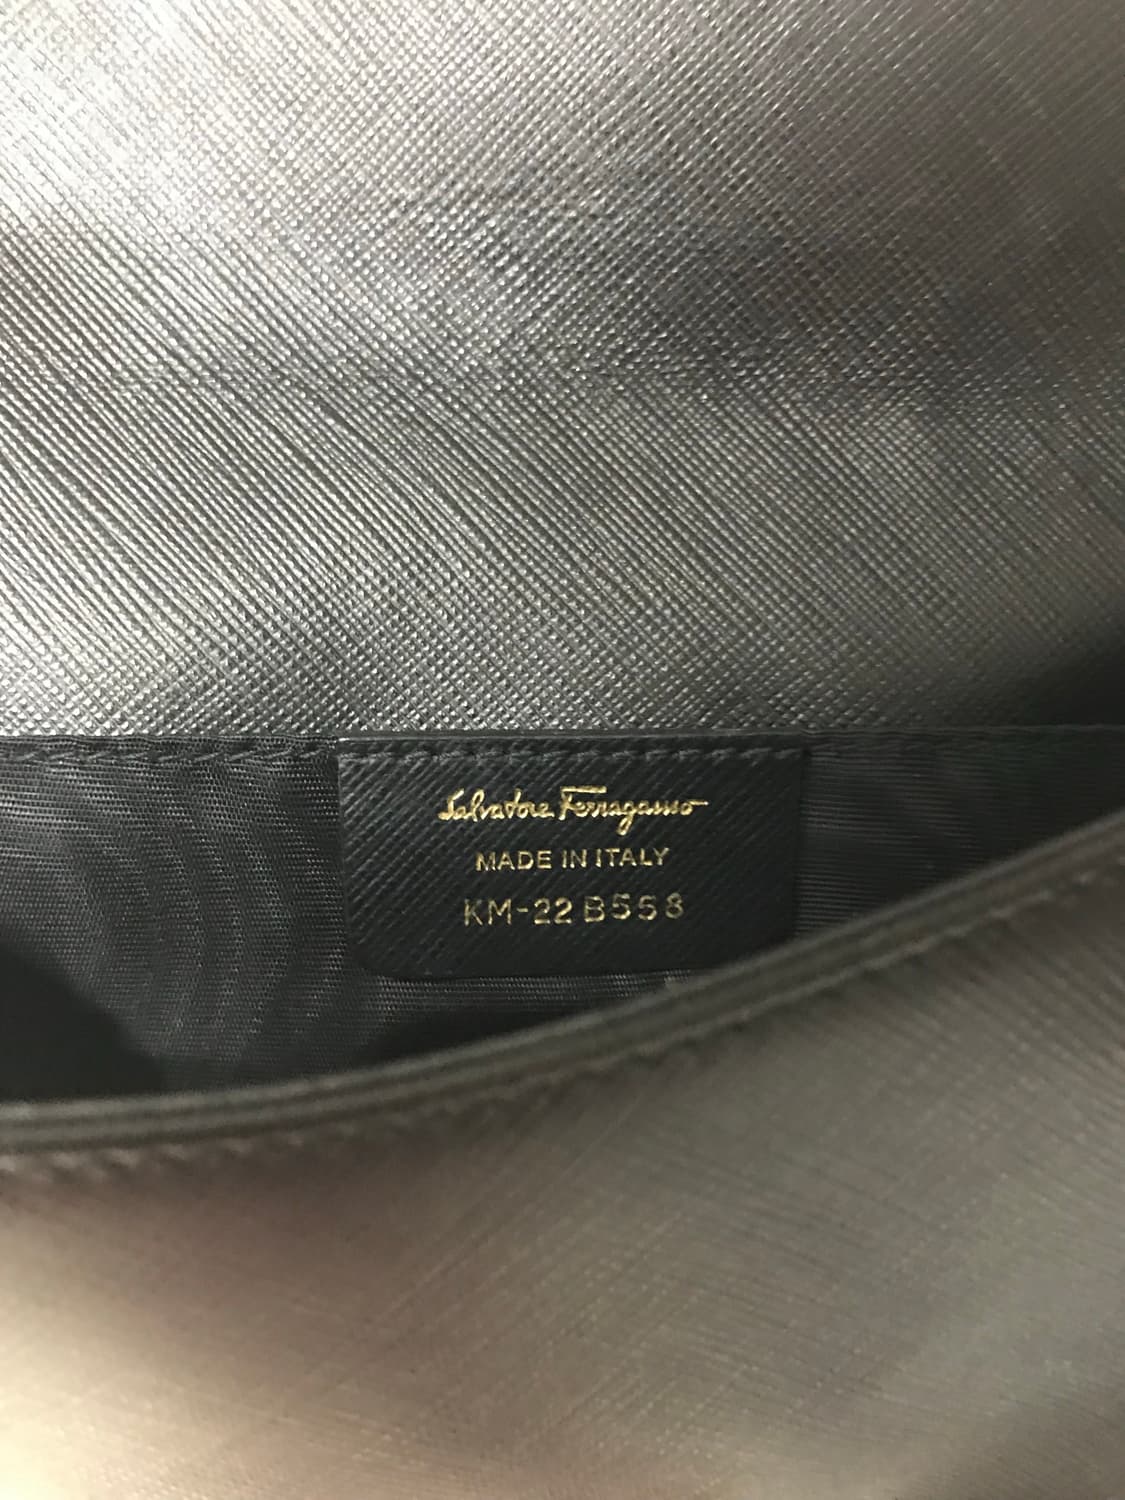 Salvatore Ferragamo
MADE IN ITALY
KM-22 B558